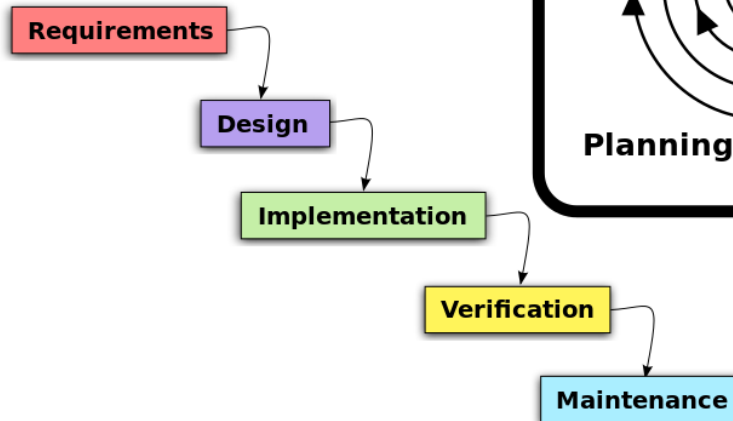 Requirements
Design
Planning
Implementation
Verification
Maintenance